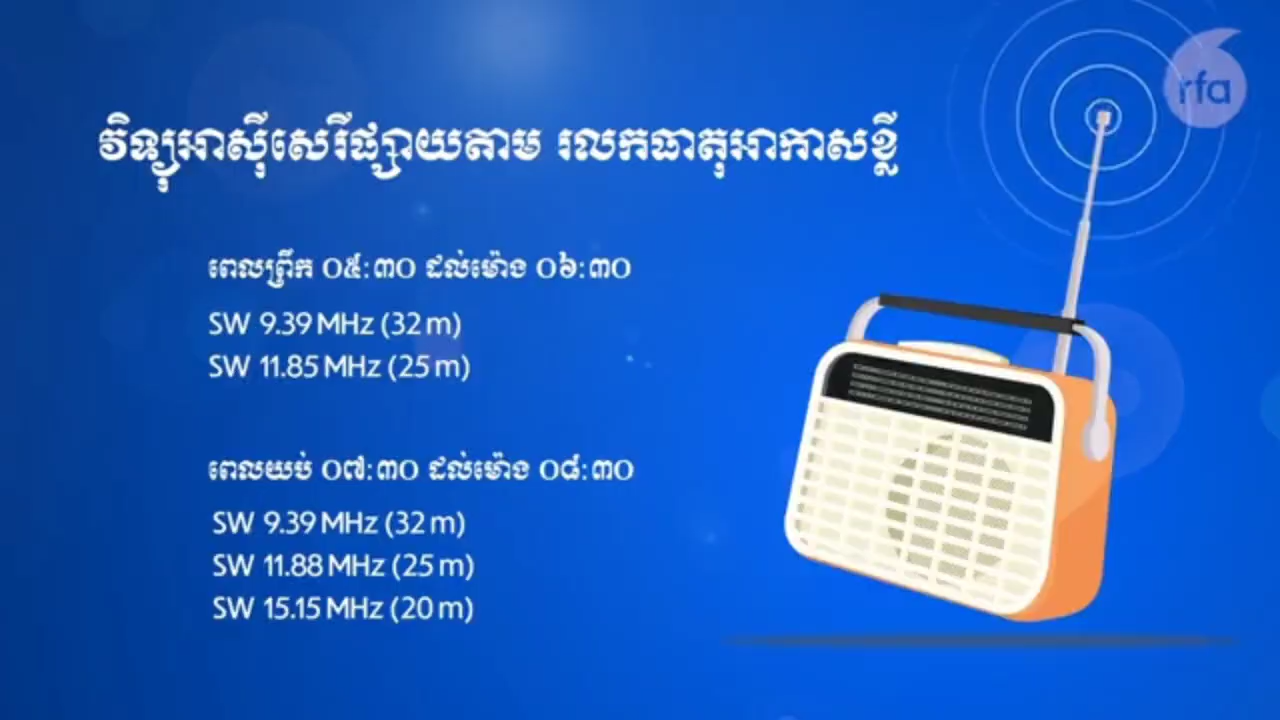 rfa
វិទ្យុអាស៊ីសេរីផ្សាយតាម រលកធាតុអាកាសខ្លី
ពេលព្រឹក ០៥:៣០ ដល់ម៉ោង ០៦:៣០
SW 9.39 MHz (32 m)
SW 11.85 MHz (25 m)
ពេលយប់ ០៧:៣០ ដល់ម៉ោង ០៨:៣០
SW 9.39 MHz (32 m)
SW 11.88 MHz (25 m)
SW 15.15 MHz (20 m)